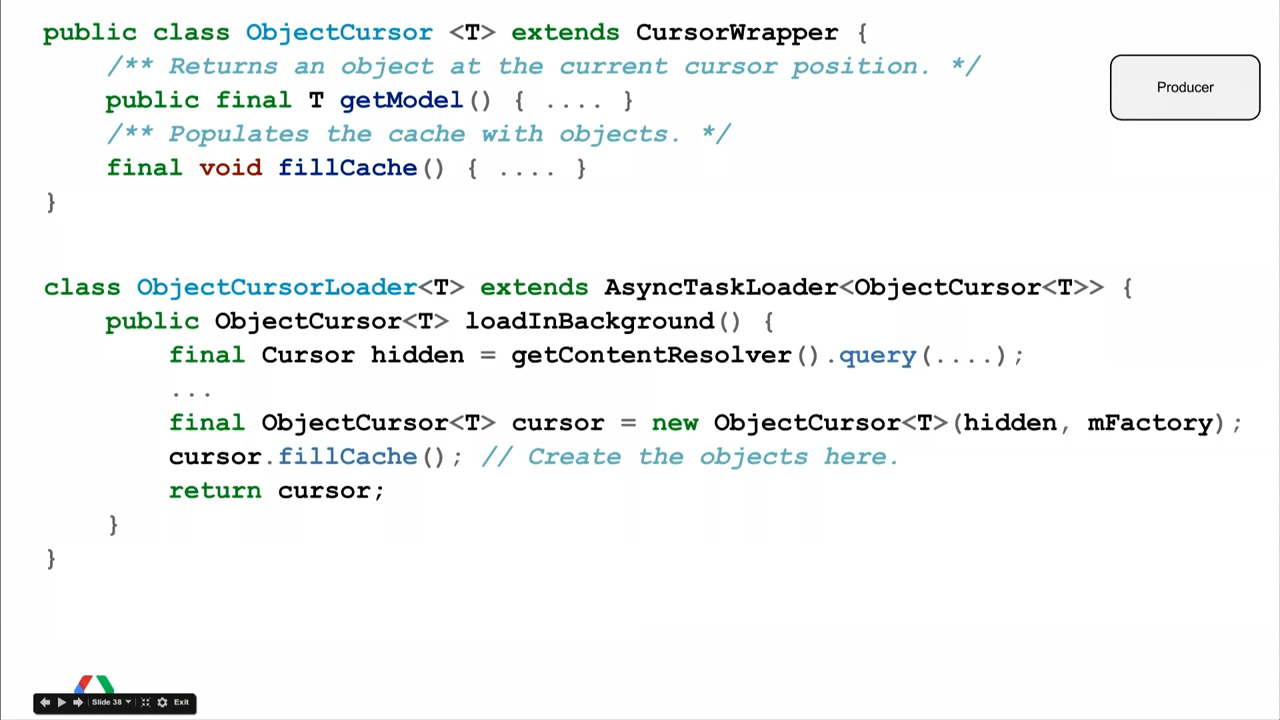 public class ObjectCursor <T> extends CursorWrapper {
/** Returns an object at the current cursor position. */
Producer
public final T getModel() { .... }
/** Populates the cache with objects. */
final void fillCache() { .... }
}
class ObjectCursorLoader<T> extends AsyncTaskLoader<ObjectCursor<T>> {
public ObjectCursor<T> loadInBackground() {
final Cursor hidden = getContentResolver().query(....);
...
final ObjectCursor<T> cursor = new ObjectCursor<T>(hidden, mFactory);
cursor.fillCache(); // Create the objects here.
return cursor;
}
}
Slide 38 Exit